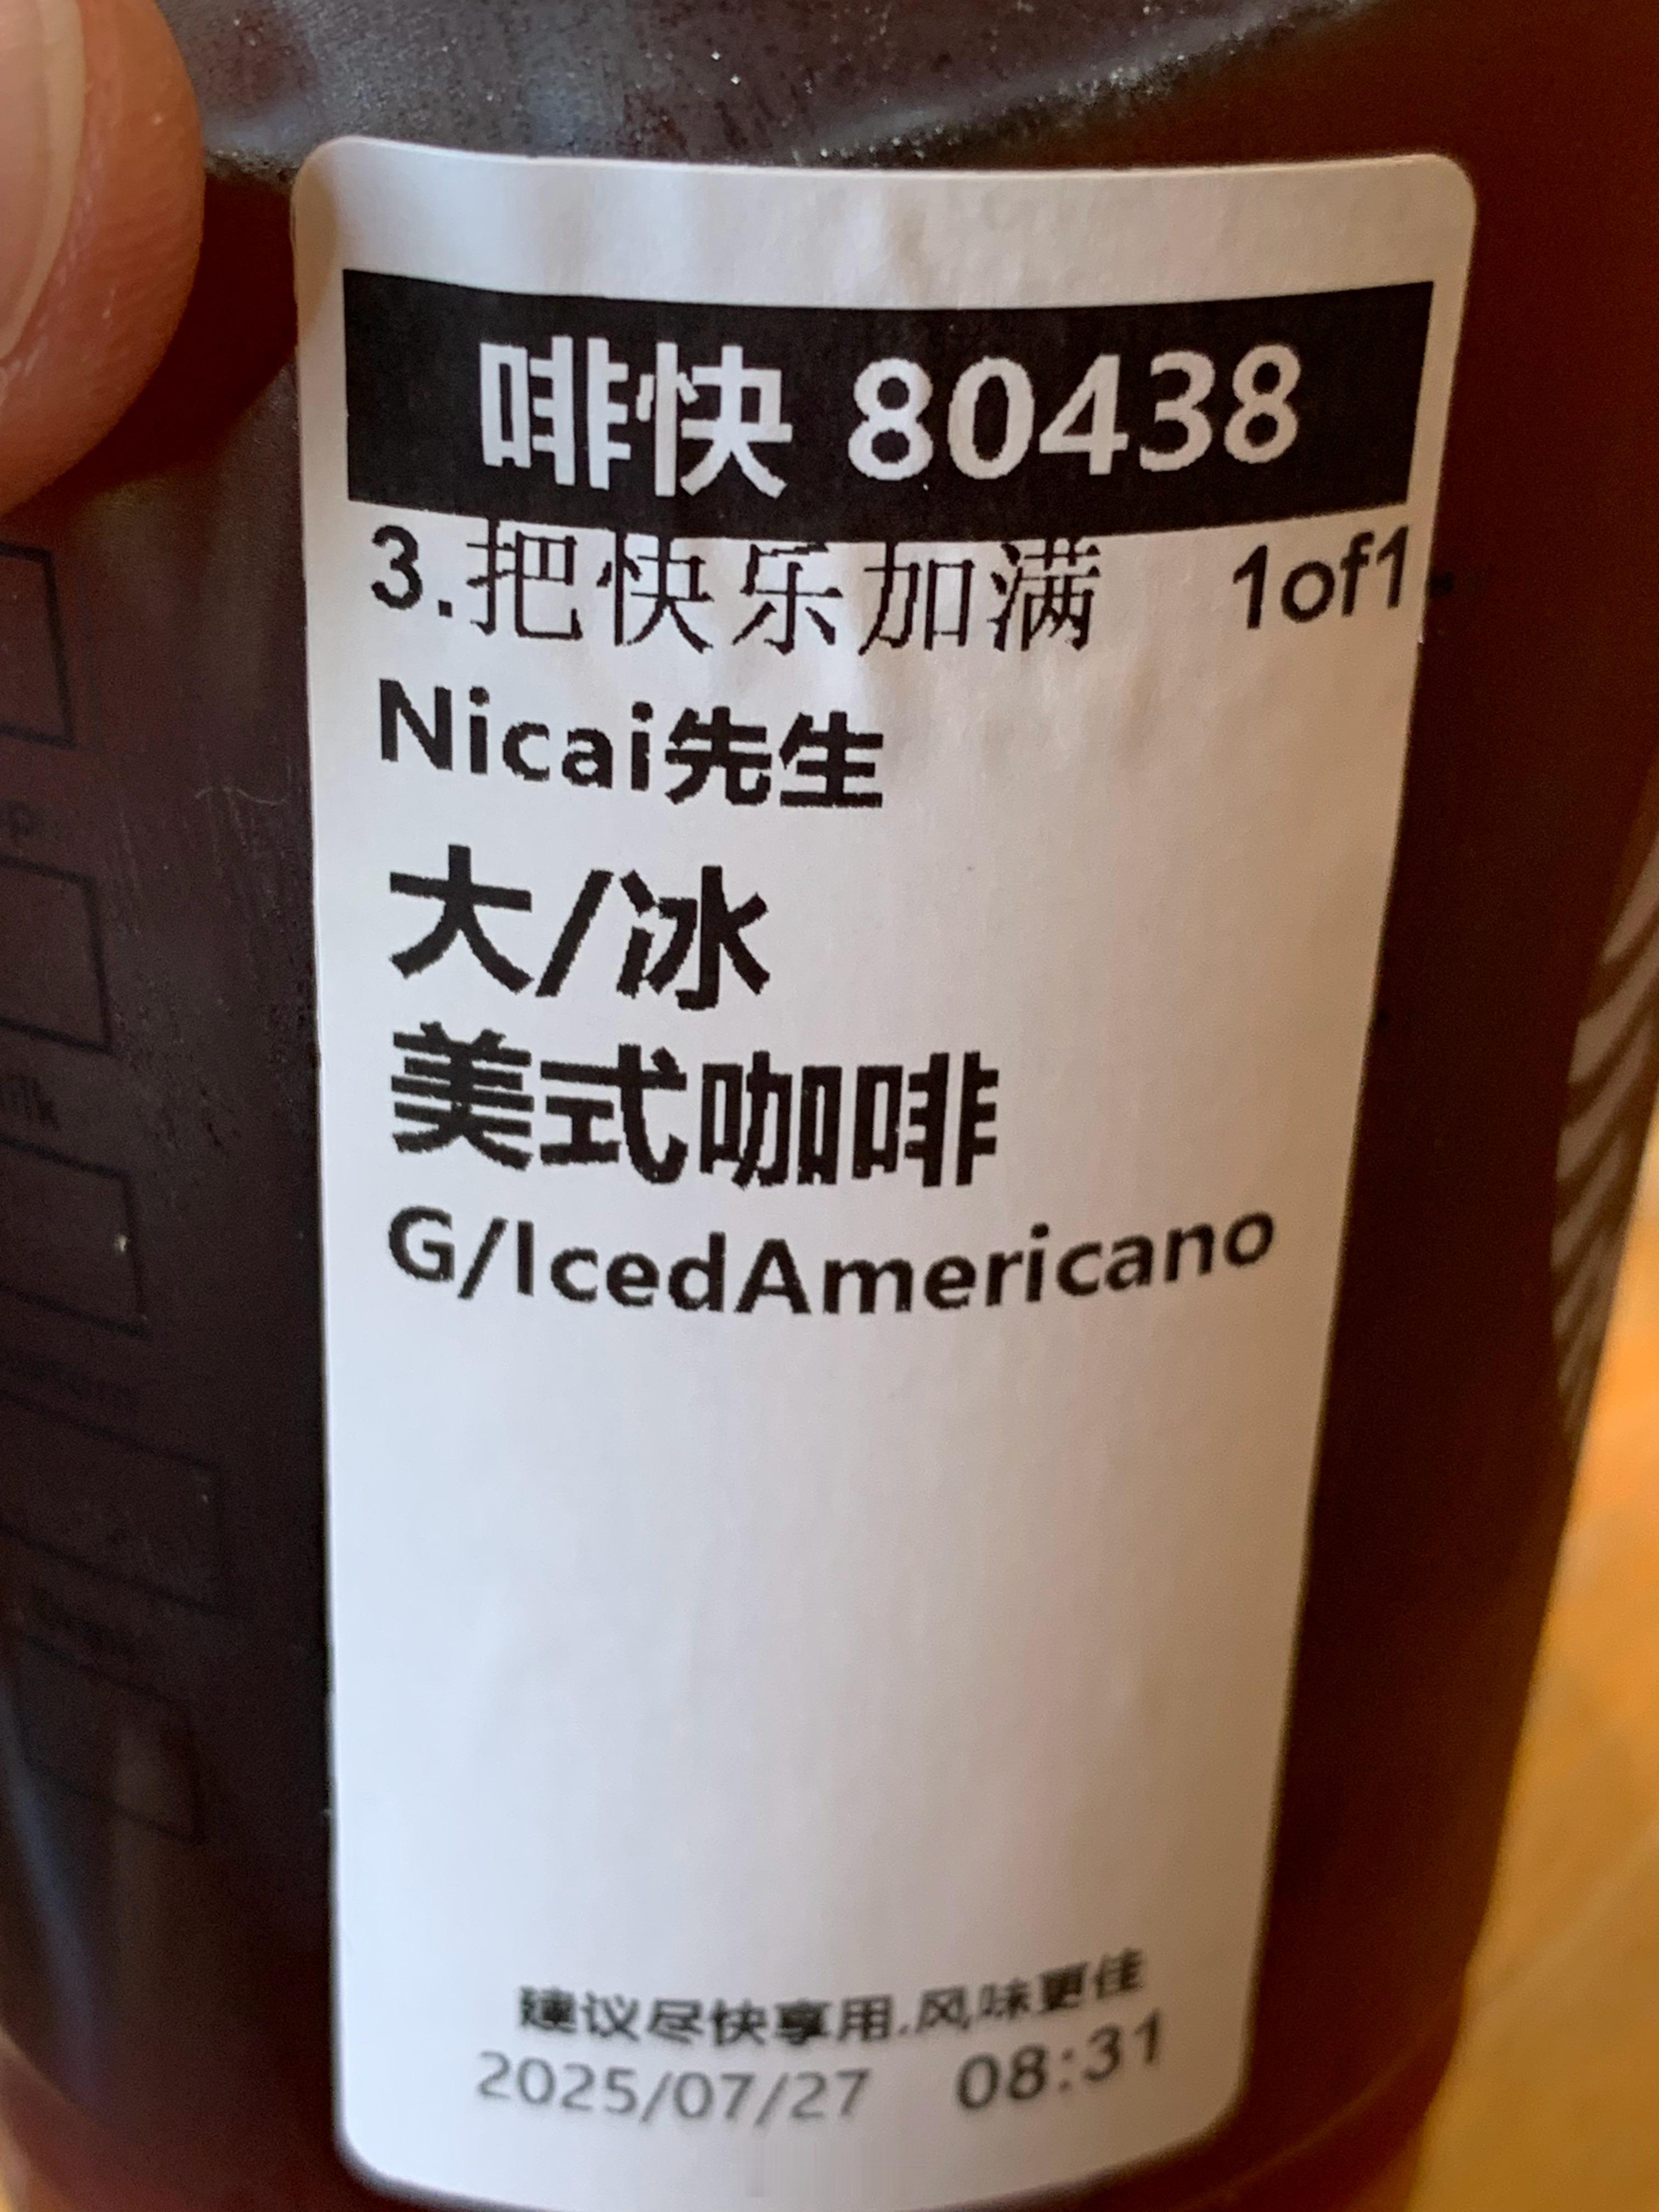 啡快 80438
3.把快乐加满 1of1
Nicai先生
大/冰
美式咖啡
G/IcedAmericano
建议尽快享用.风味更佳
2025/07/27 08:31